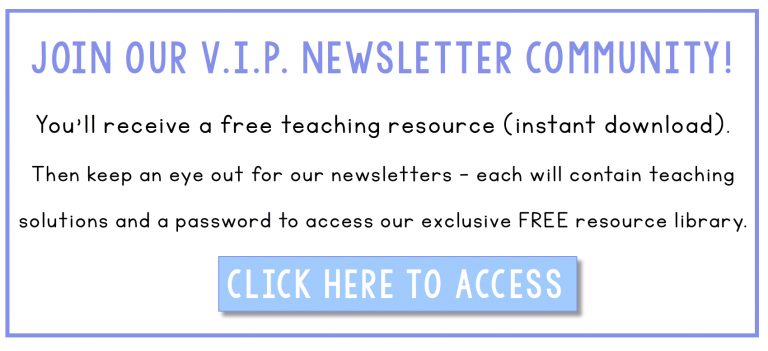 JOIN OUR V.I.P. NEWSLETTER COMMUNITY!
You'll receive a free teaching resource (instant download).
Then keep an eye out for our newsletters - each will contain teaching
solutions and a password to access our exclusive FREE resource library.
CLICK HERE TO ACCESS